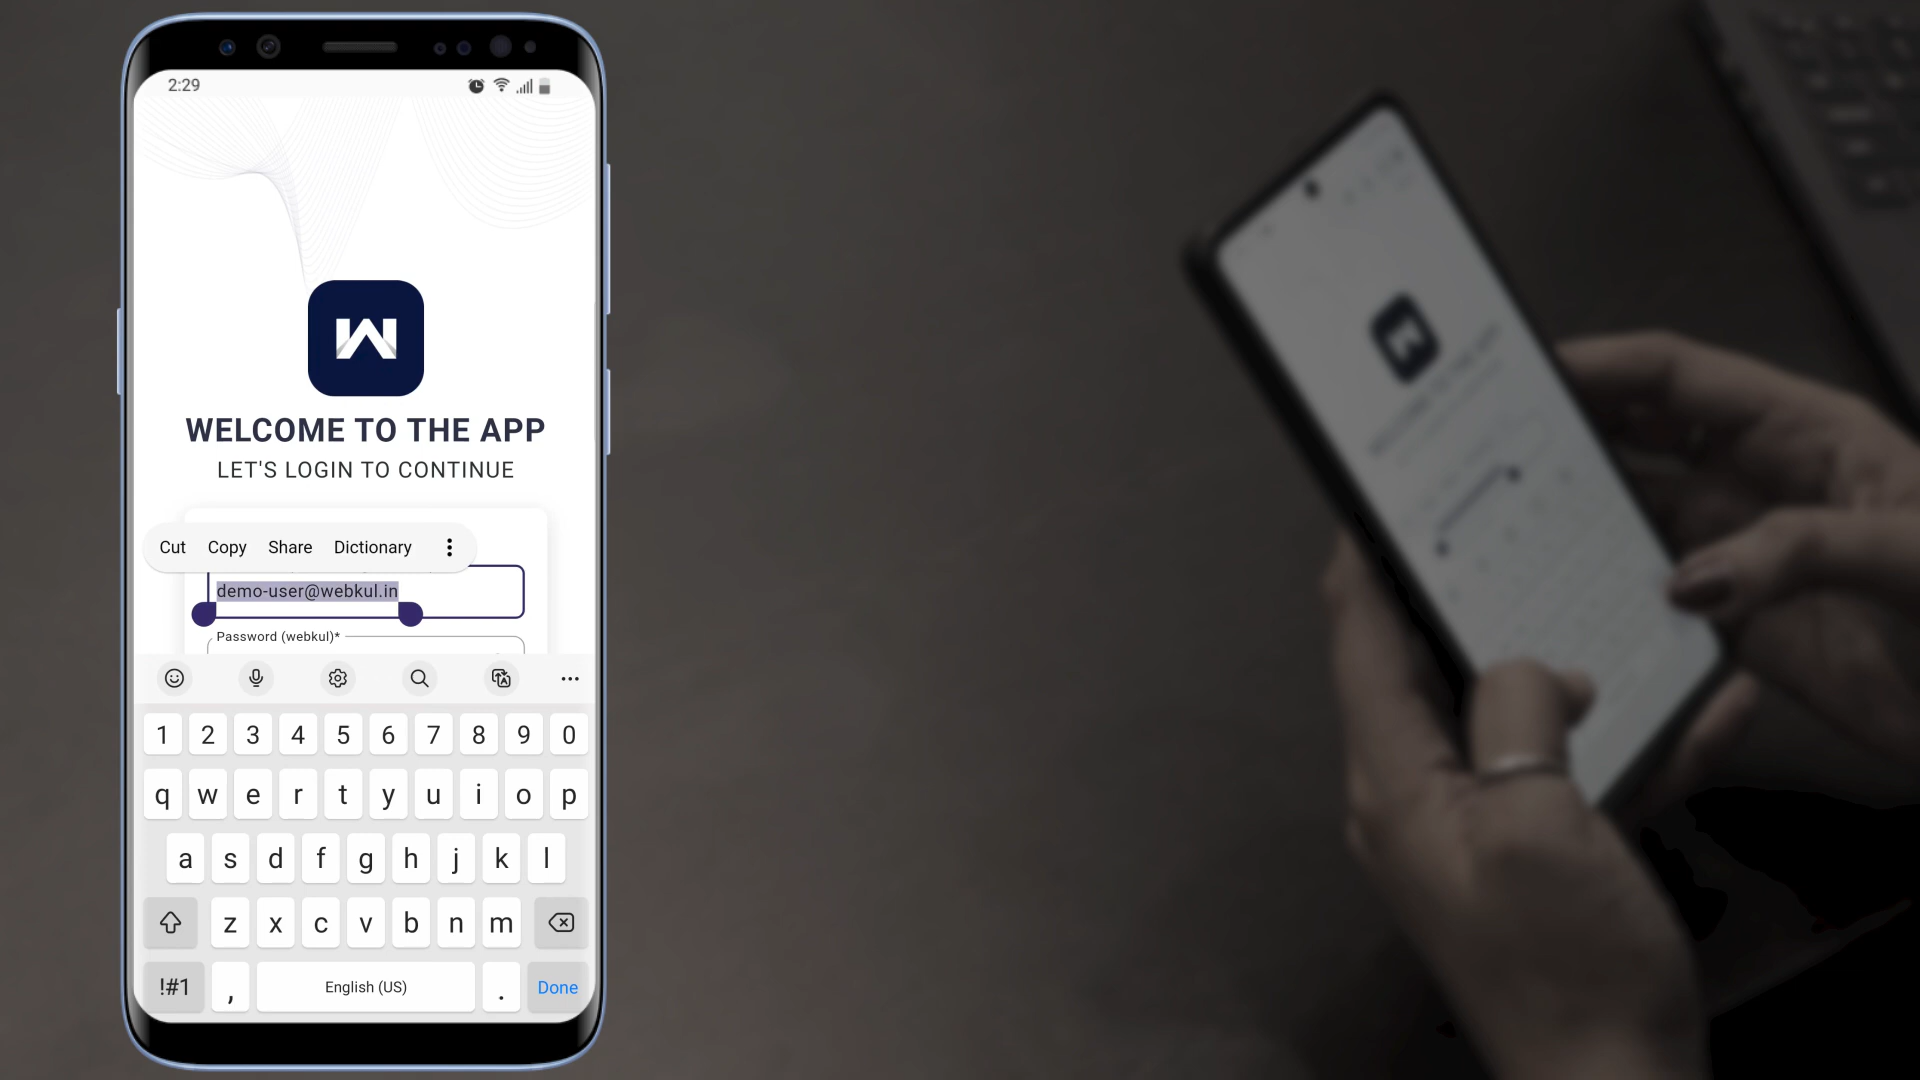 2:29
WELCOME TO THE APP
LET'S LOGIN TO CONTINUE
Cut Copy Share Dictionary
demo-user@webkul.in
Password (webkul)*
1 2 3 4 5 6 7 8 9 0
q w e r t y u i o p
a s d f g h j k l
z x c v b n m
!#1 , English (US) . Done